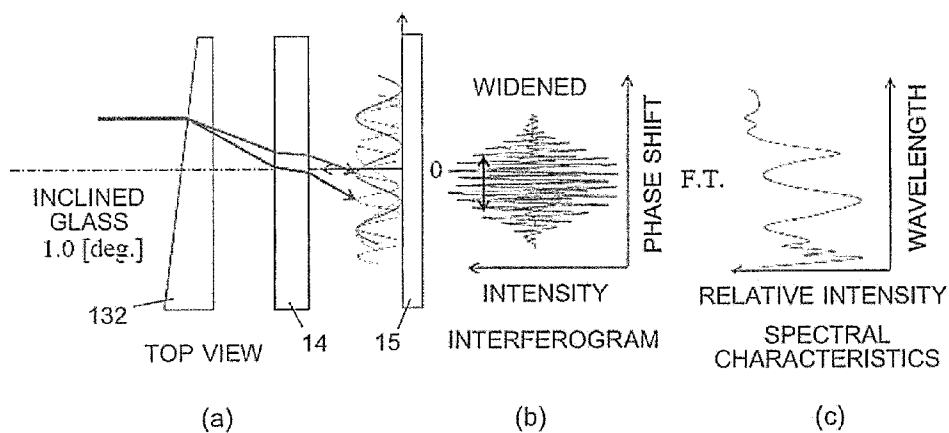 INCLINED
GLASS
1.0 [deg.]
132
TOP VIEW
14
15
(a)
WIDENED
0
PHASE SHIFT
INTENSITY
INTERFEROGRAM
(b)
F.T.
WAVELENGTH
RELATIVE INTENSITY
SPECTRAL
CHARACTERISTICS
(c)